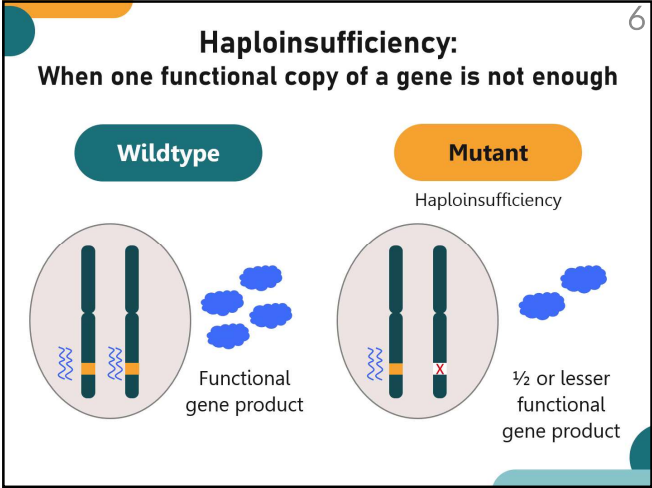 6
Haploinsufficiency:
When one functional copy of a gene is not enough
Wildtype
Mutant
Haploinsufficiency
X
Functional
gene product
½ or lesser
functional
gene product